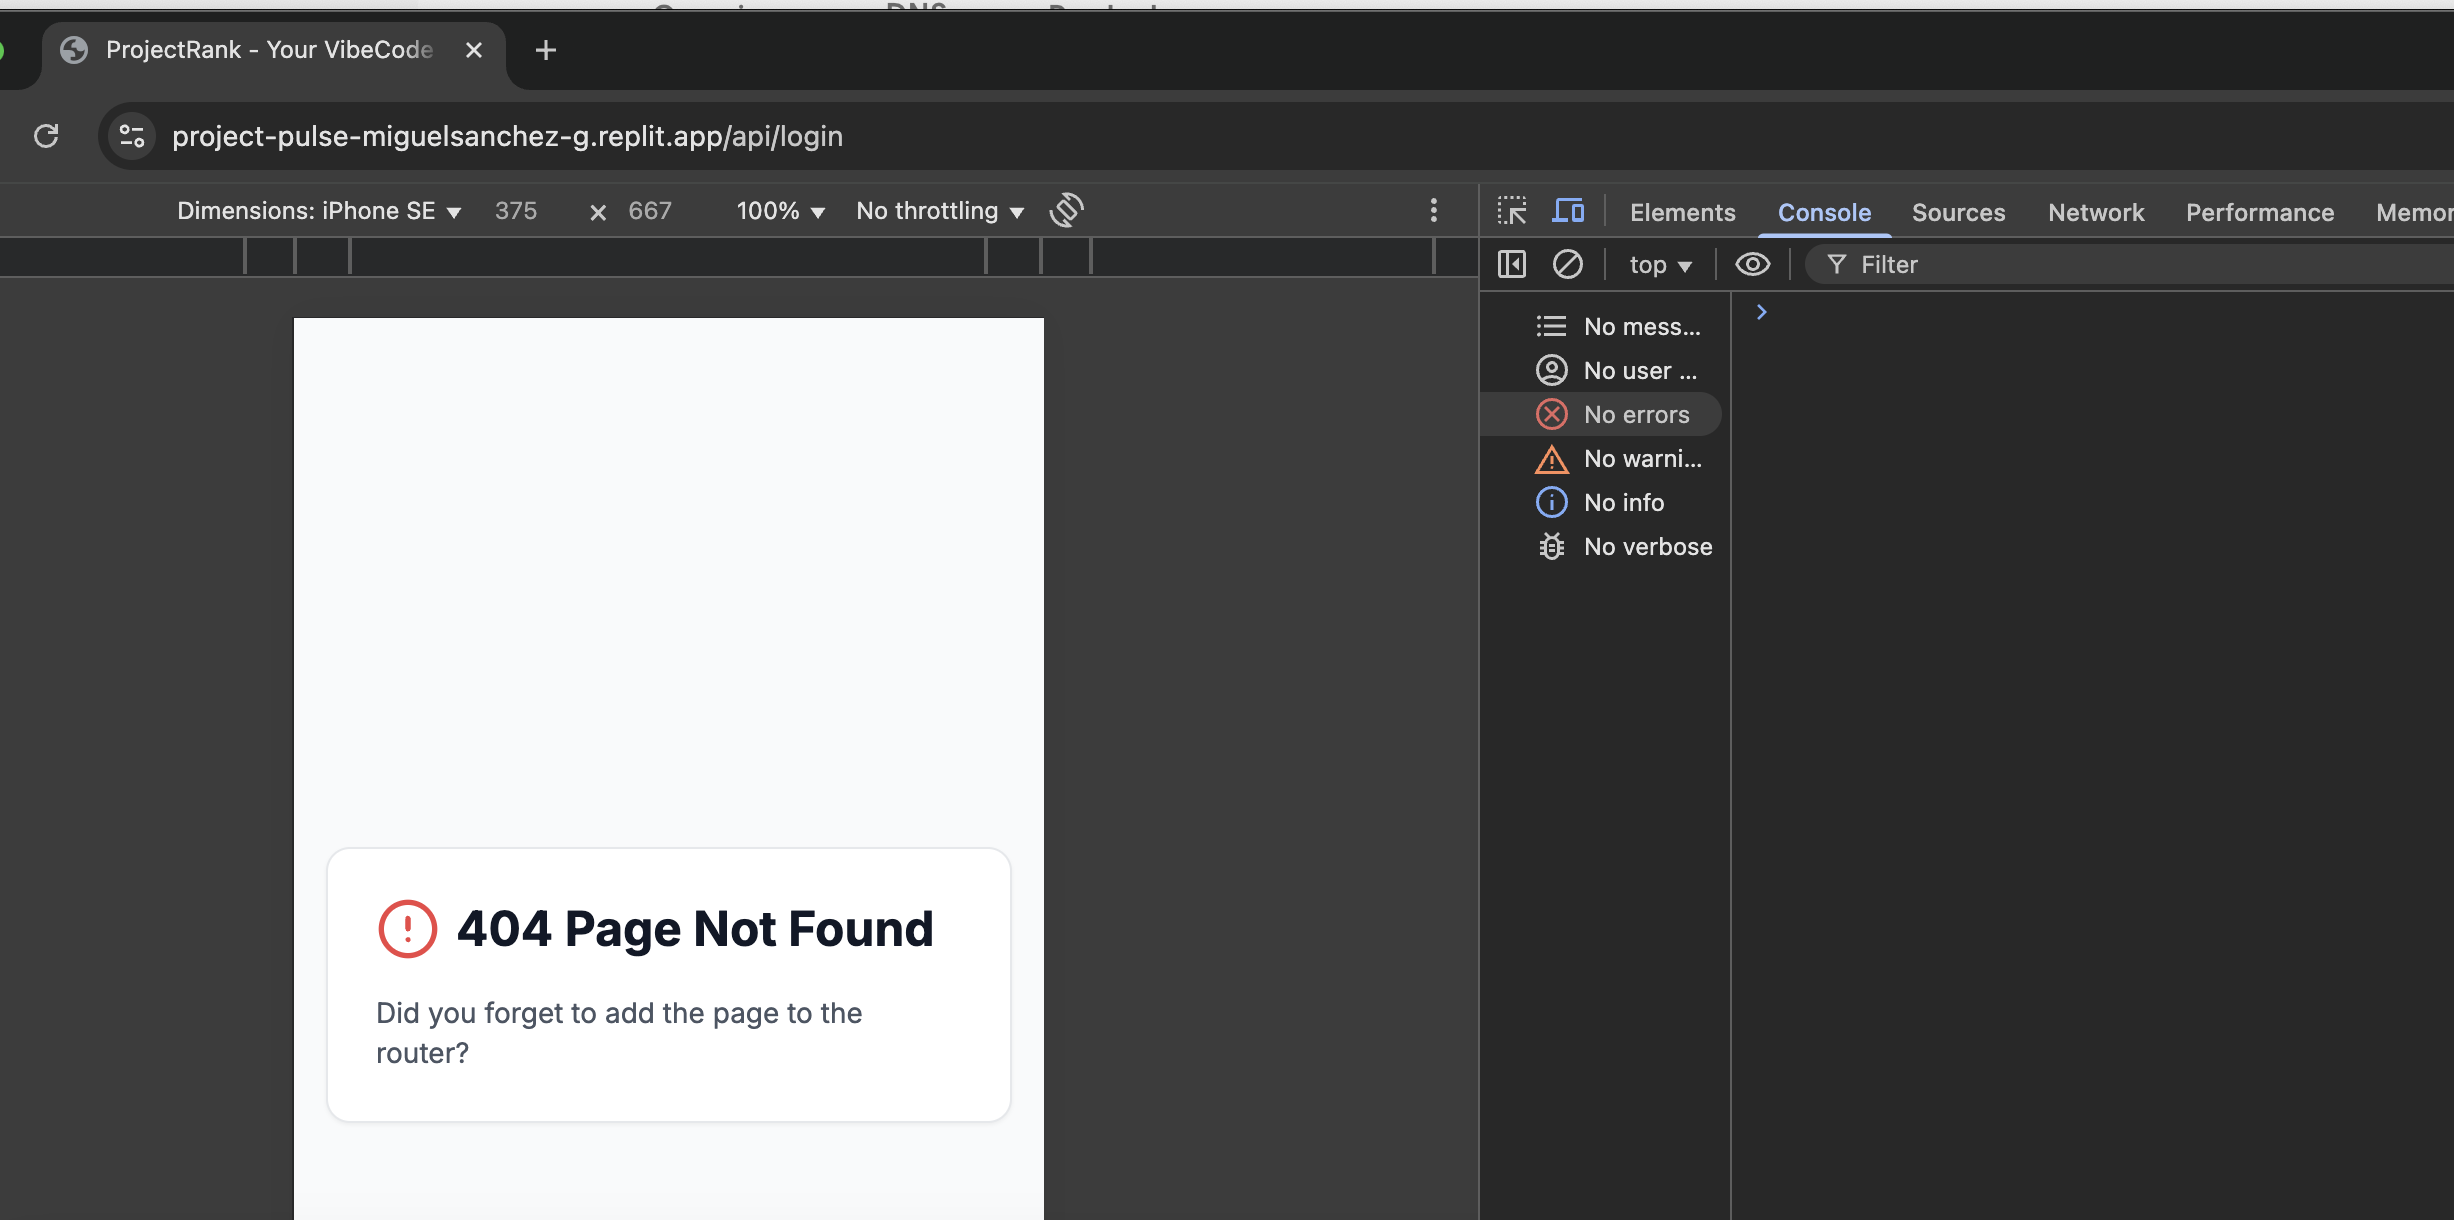 ProjectRank - Your VibeCode
project-pulse-miguelsanchez-g.replit.app/api/login
Dimensions: iPhone SE 375 × 667 100% No throttling
Elements Console Sources Network Performance Memor
top Filter
No mess...
No user ...
No errors
No warni...
No info
No verbose
404 Page Not Found
Did you forget to add the page to the
router?